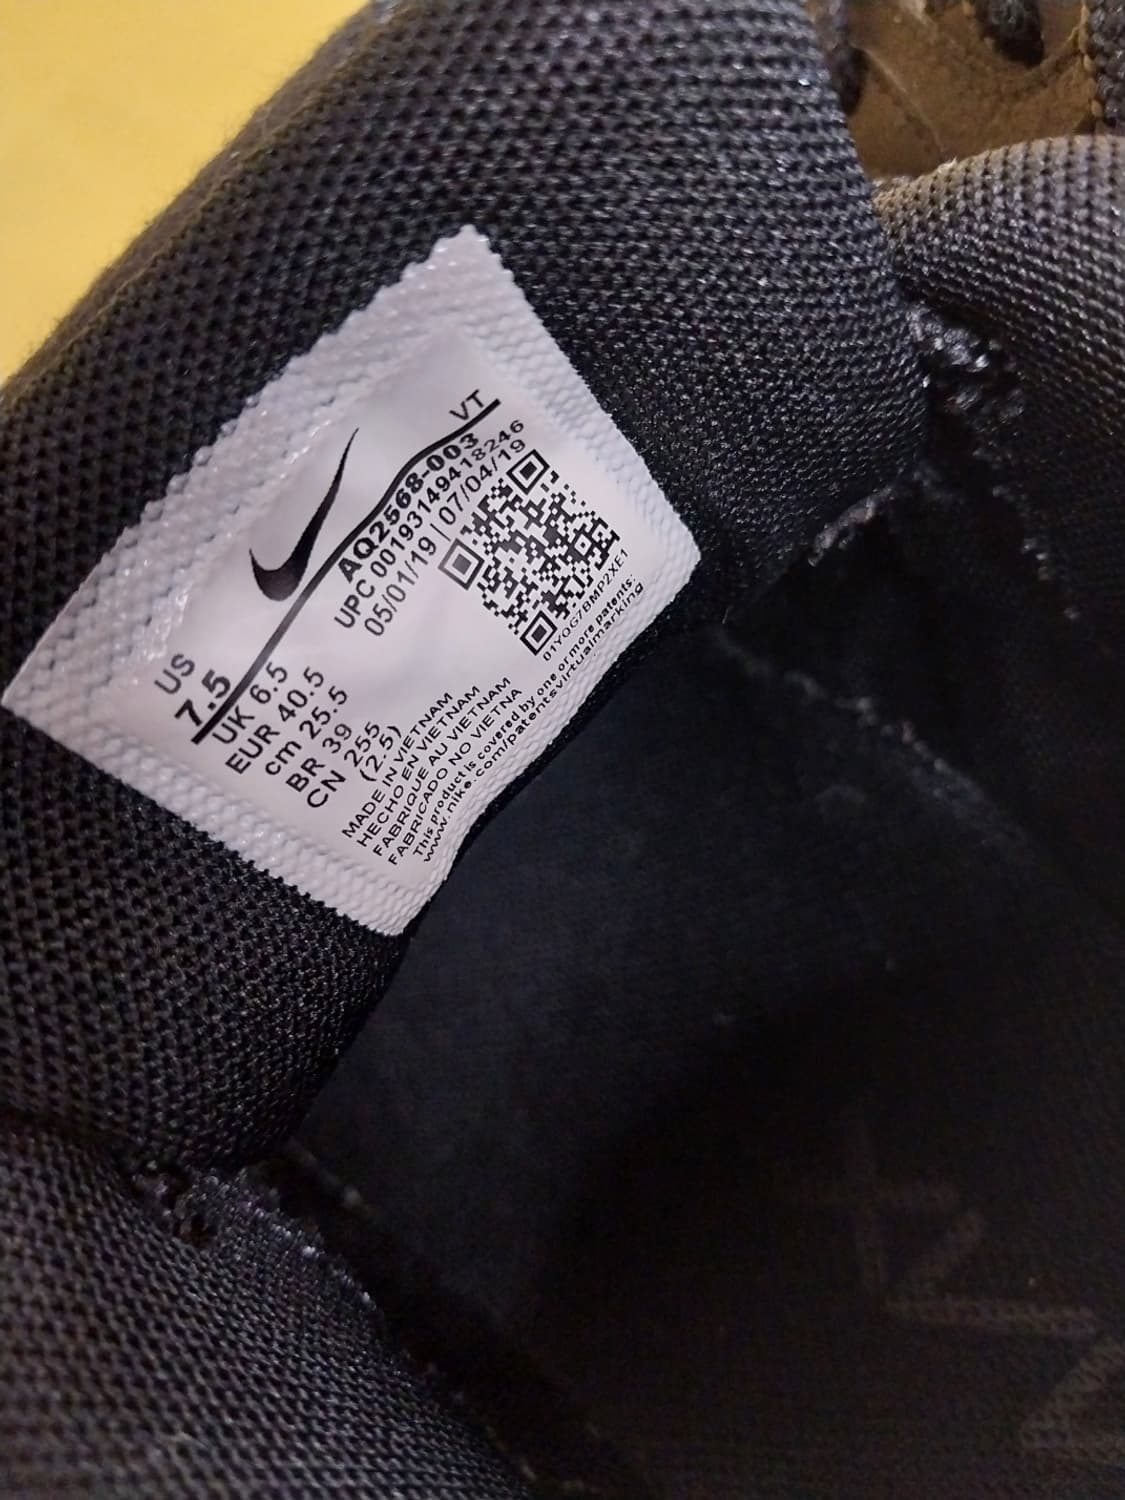 US
7.5
VT
UK 6.5
EUR 40.5
cm 25.5
BR 39
CN 255
(2.5)
AQ2568-003
UPC 00193149418246
05/01/19 | 07/04/19
01Y0G7BMP2XE1
MADE IN VIETNAM
HECHO EN VIETNAM
FABRIQUE AU VIETNAM
FABRICADO NO VIETNA
This product is covered by one or more patents:
www.nike.com/patentsvirtualmarking